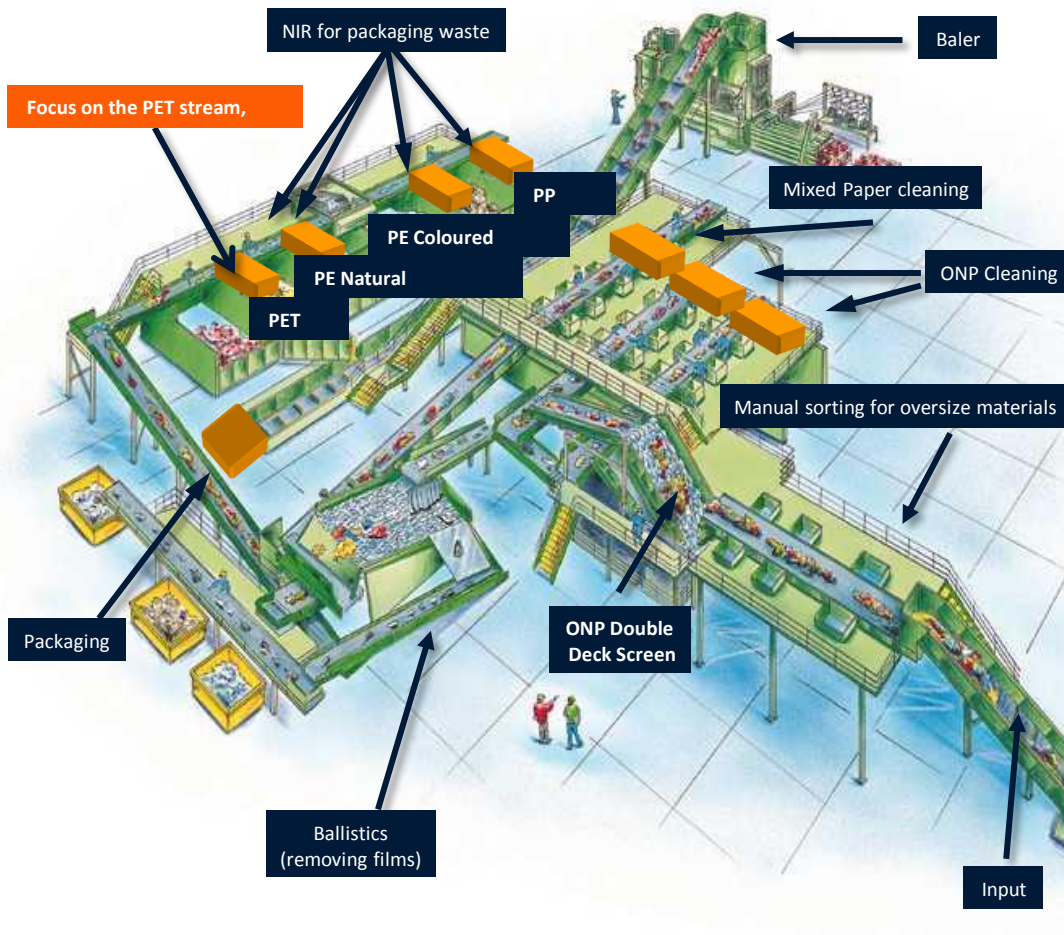 NIR for packaging waste
Baler
Focus on the PET stream,
Mixed Paper cleaning
PP
PE Coloured
ONP Cleaning
PE Natural
PET
Manual sorting for oversize materials
Packaging
ONP Double
Deck Screen
Ballistics
(removing films)
Input